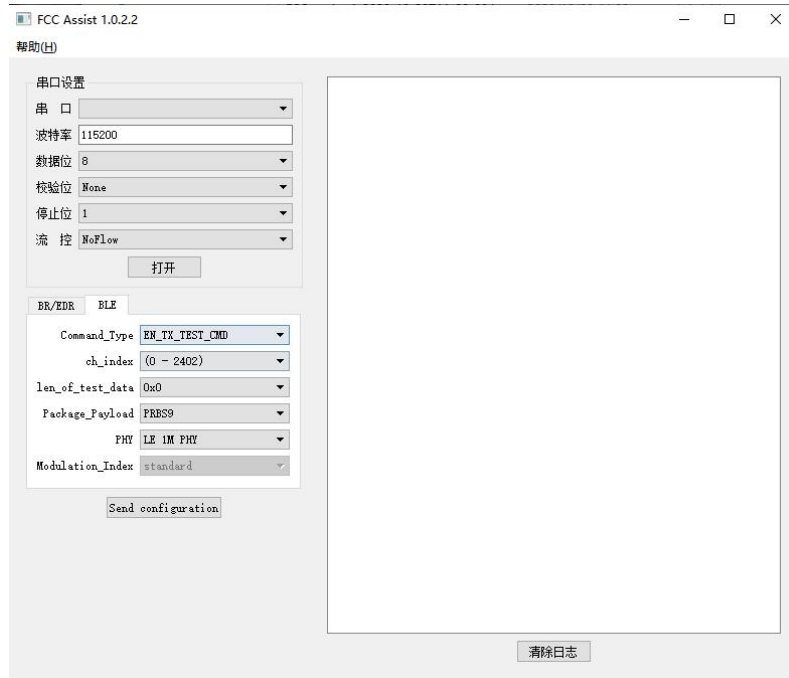 FCC Assist 1.0.2.2
帮助(H)
串口设置
串 口
波特率 115200
数据位 8
校验位 None
停止位 1
流 控 NoFlow
打开
BR/EDR BLE
Command_Type EN_TX_TEST_CMD
ch_index (0 - 2402)
len_of_test_data 0x0
Package_Payload PRBS9
PHY LE 1M PHY
Modulation_Index standard
Send configuration
清除日志